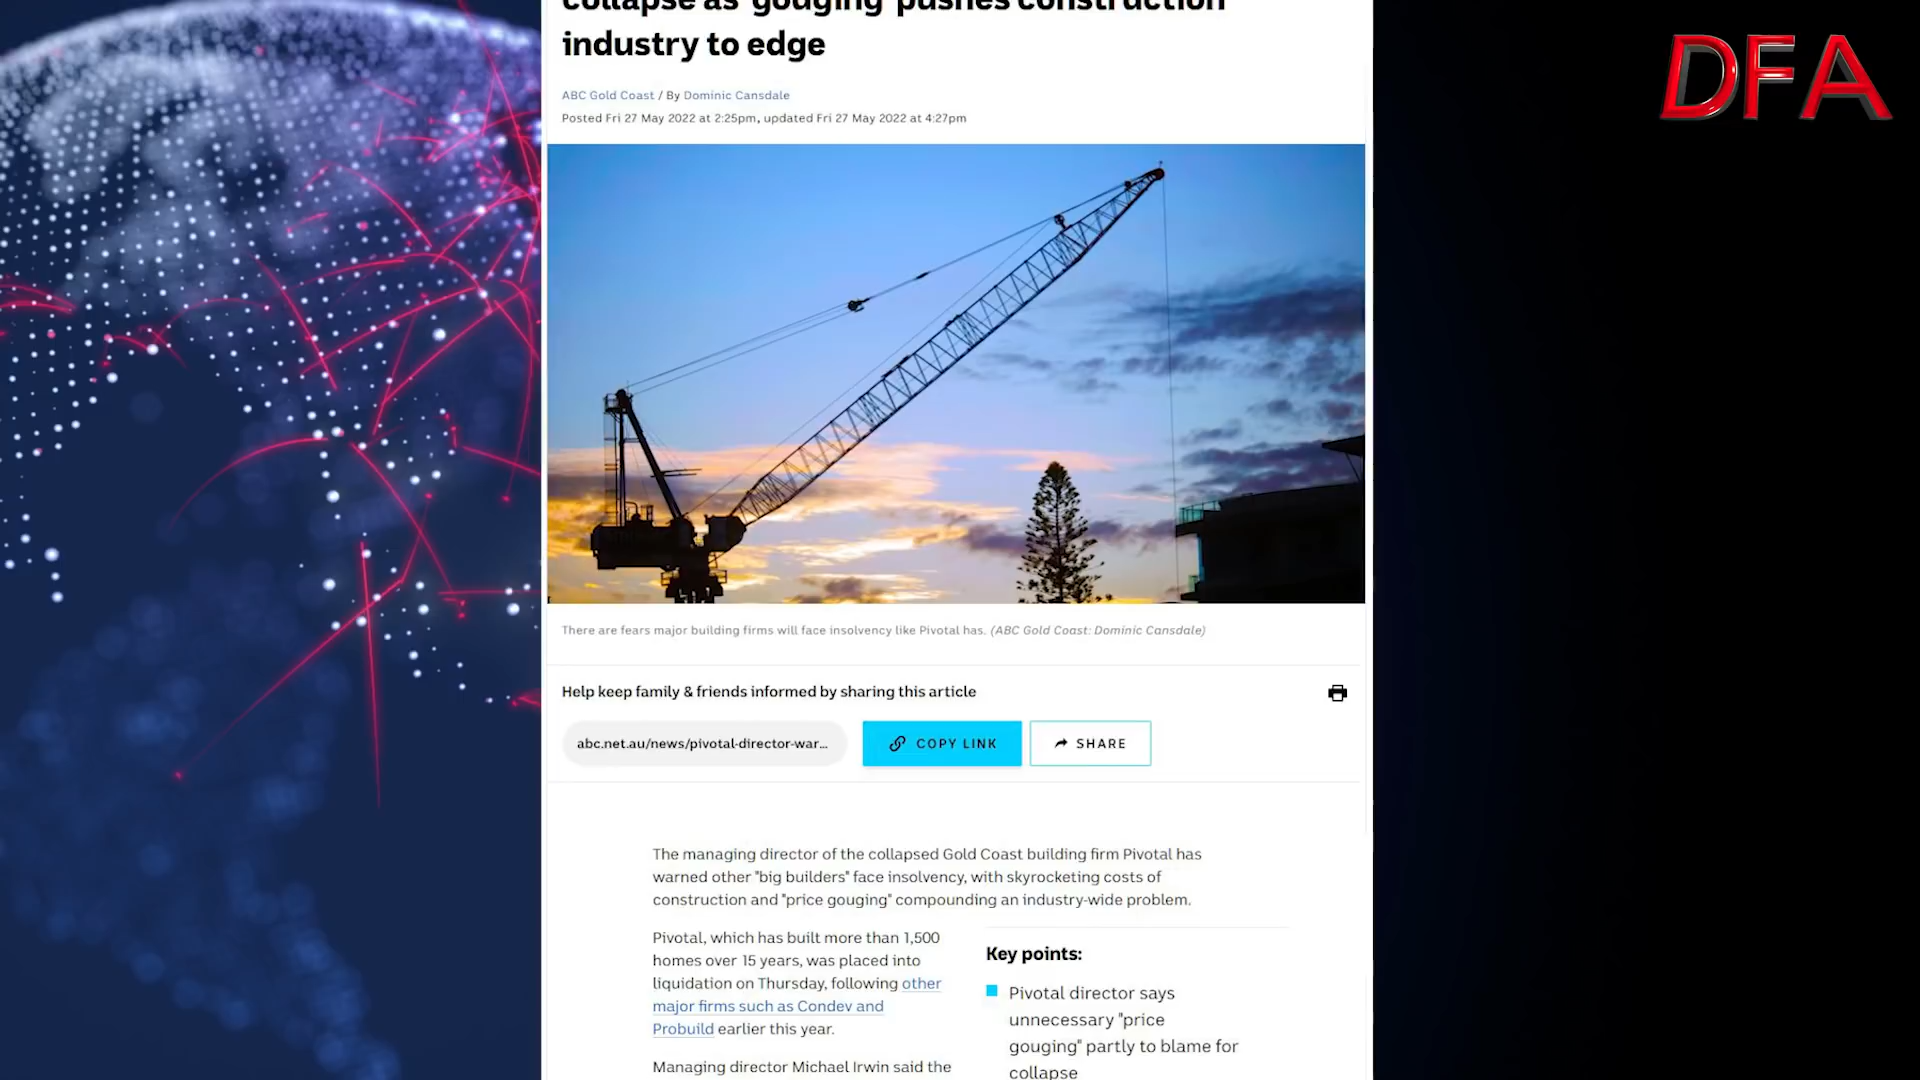 collapse as 'gouging' pushes construction
industry to edge
DFA
ABC Gold Coast / By Dominic Cansdale
Posted Fri 27 May 2022 at 2:25pm, updated Fri 27 May 2022 at 4:27pm
There are fears major building firms will face insolvency like Pivotal has. (ABC Gold Coast: Dominic Cansdale)
Help keep family & friends informed by sharing this article
abc.net.au/news/pivotal-director-war...
COPY LINK
SHARE
The managing director of the collapsed Gold Coast building firm Pivotal has
warned other "big builders" face insolvency, with skyrocketing costs of
construction and "price gouging" compounding an industry-wide problem.
Pivotal, which has built more than 1,500
homes over 15 years, was placed into
liquidation on Thursday, following other
major firms such as Condev and
Probuild earlier this year.
Managing director Michael Irwin said the
Key points:
Pivotal director says
unnecessary "price
gouging" partly to blame for
collapse